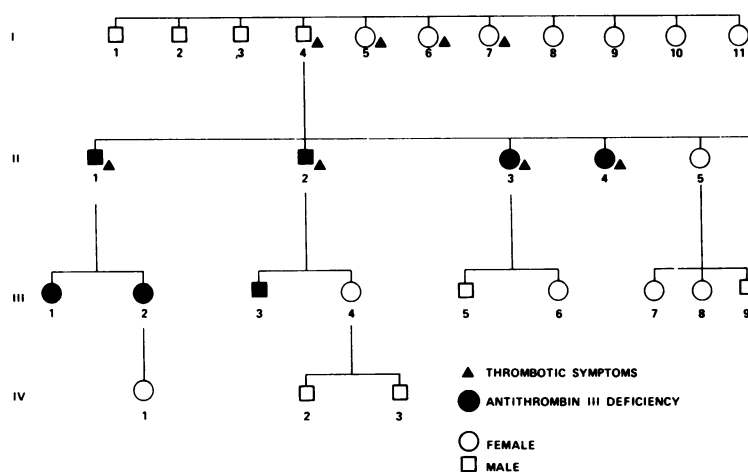 I
1 2 3 4 5 6 7 8 9 10 11
II
1 2 3 4 5
III
1 2 3 4 5 6 7 8 9
IV
1 2 3
THROMBOTIC SYMPTOMS
ANTITHROMBIN III DEFICIENCY
FEMALE
MALE